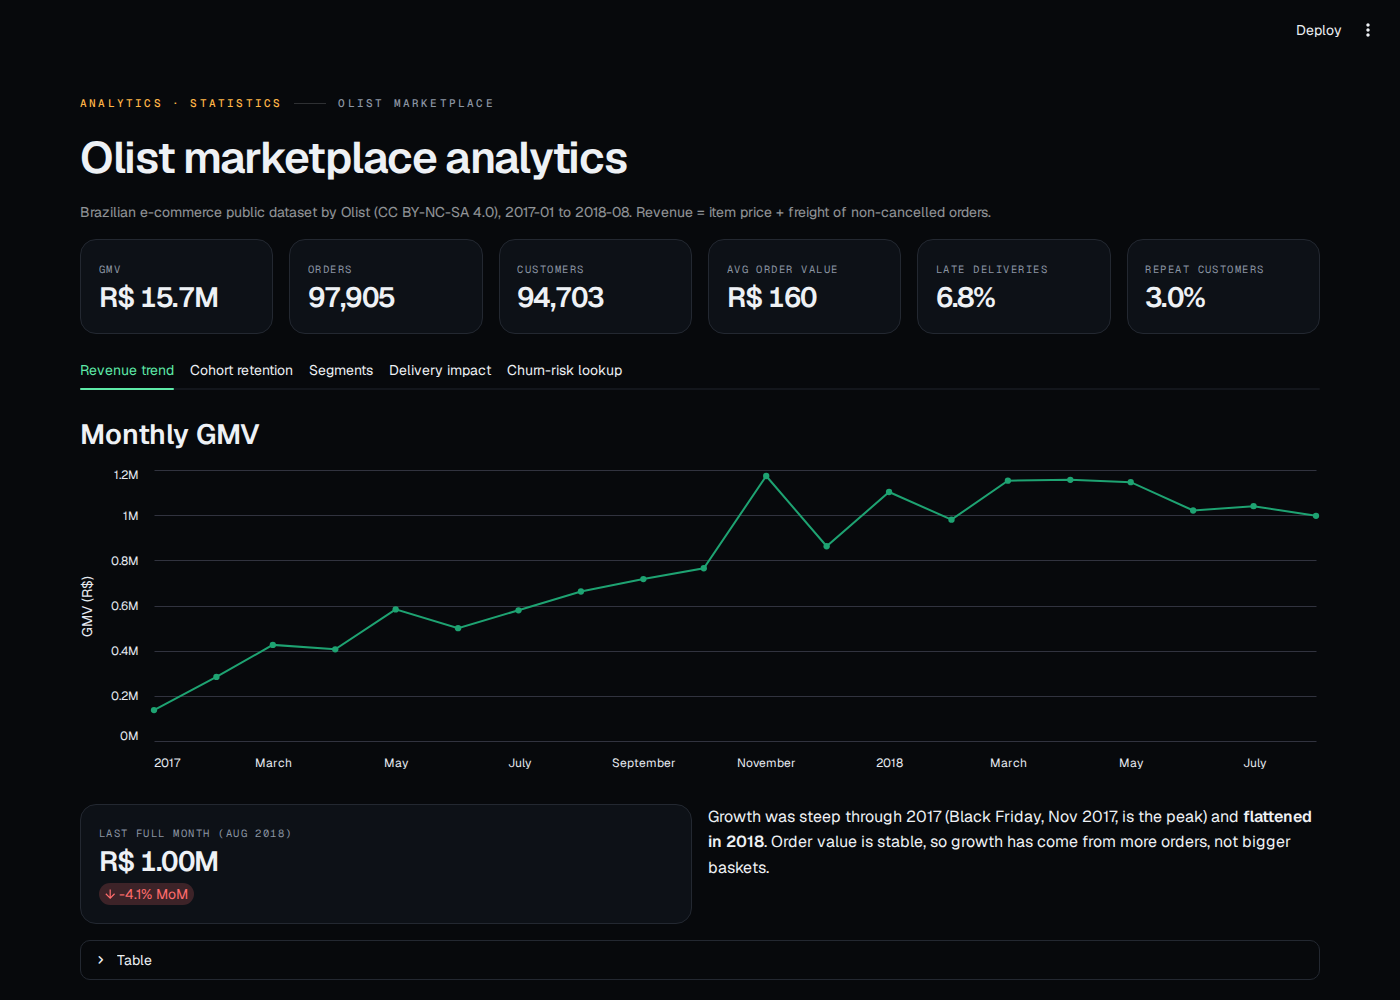 Deploy
ANALYTICS · STATISTICS OLIST MARKETPLACE
Olist marketplace analytics
Brazilian e-commerce public dataset by Olist (CC BY-NC-SA 4.0), 2017-01 to 2018-08. Revenue = item price + freight of non-cancelled orders.
GMV
R$ 15.7M
ORDERS
97,905
CUSTOMERS
94,703
AVG ORDER VALUE
R$ 160
LATE DELIVERIES
6.8%
REPEAT CUSTOMERS
3.0%
Revenue trend Cohort retention Segments Delivery impact Churn-risk lookup
Monthly GMV
GMV (R$)
1.2M
1M
0.8M
0.6M
0.4M
0.2M
0M
2017 March May July September November 2018 March May July
LAST FULL MONTH (AUG 2018)
R$ 1.00M
↓ -4.1% MoM
Growth was steep through 2017 (Black Friday, Nov 2017, is the peak) and flattened
in 2018. Order value is stable, so growth has come from more orders, not bigger
baskets.
Table